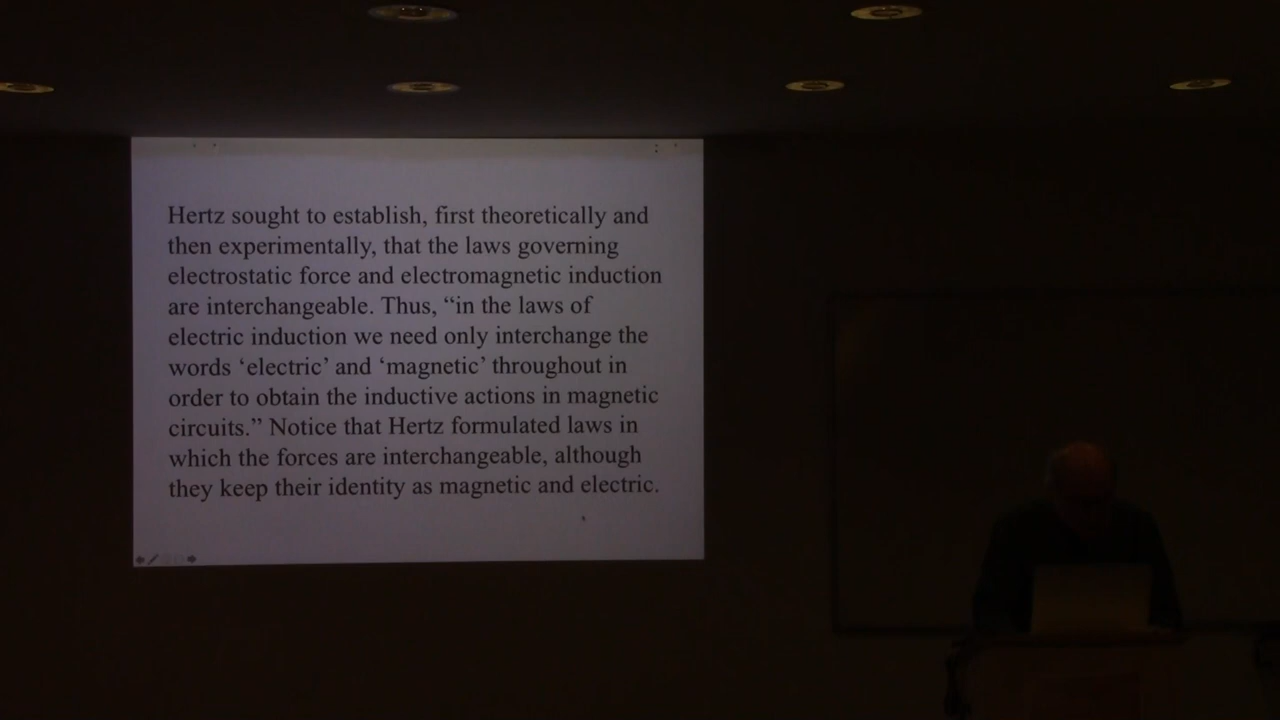 Hertz sought to establish, first theoretically and
then experimentally, that the laws governing
electrostatic force and electromagnetic induction
are interchangeable. Thus, “in the laws of
electric induction we need only interchange the
words ‘electric’ and ‘magnetic’ throughout in
order to obtain the inductive actions in magnetic
circuits.” Notice that Hertz formulated laws in
which the forces are interchangeable, although
they keep their identity as magnetic and electric.